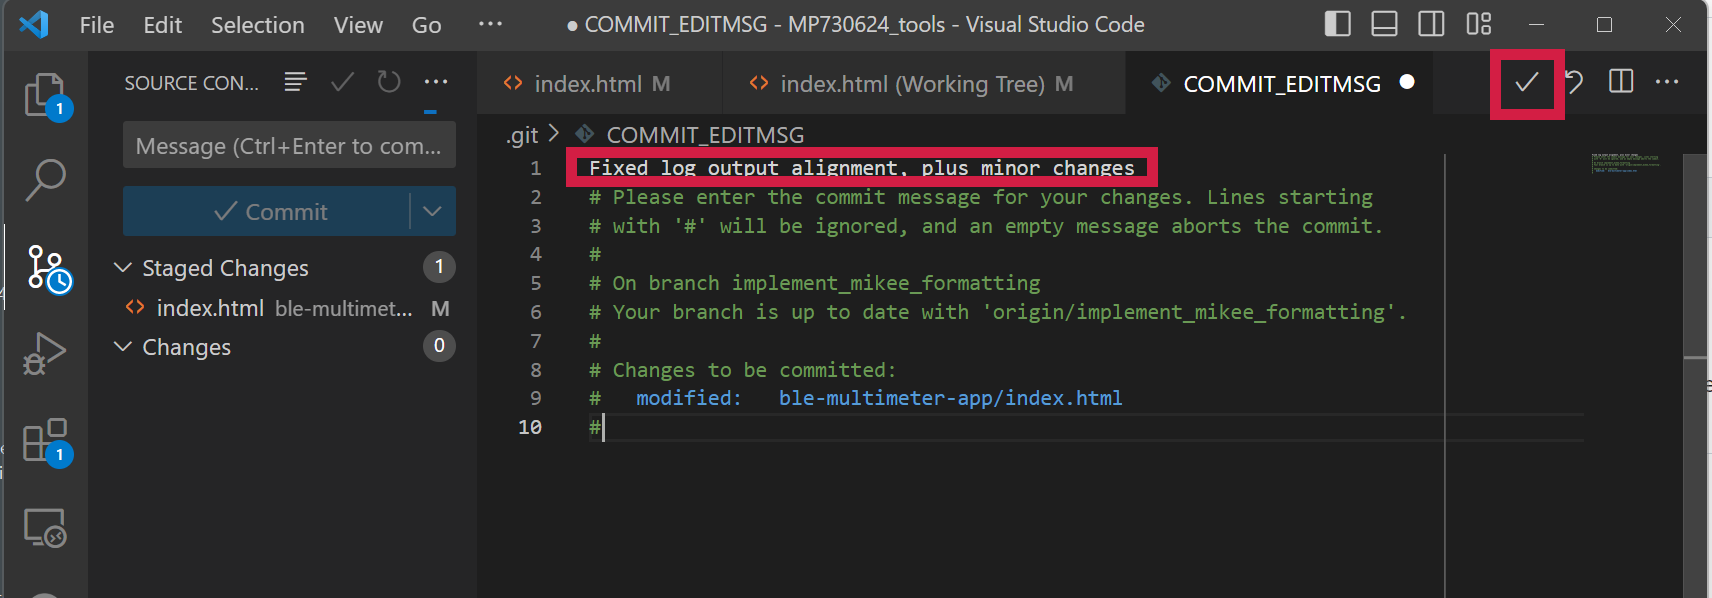 File Edit Selection View Go ··· ● COMMIT_EDITMSG - MP730624_tools - Visual Studio Code
SOURCE CON... ···
index.html M index.html (Working Tree) M COMMIT_EDITMSG ● ···
.git > COMMIT_EDITMSG
Message (Ctrl+Enter to com...
Commit
Staged Changes 1
index.html ble-multimet... M
Changes 0
1
1
1 Fixed log output alignment, plus minor changes
2 # Please enter the commit message for your changes. Lines starting
3 # with '#' will be ignored, and an empty message aborts the commit.
4 #
5 # On branch implement_mikee_formatting
6 # Your branch is up to date with 'origin/implement_mikee_formatting'.
7 #
8 # Changes to be committed:
9 # modified: ble-multimeter-app/index.html
10 #